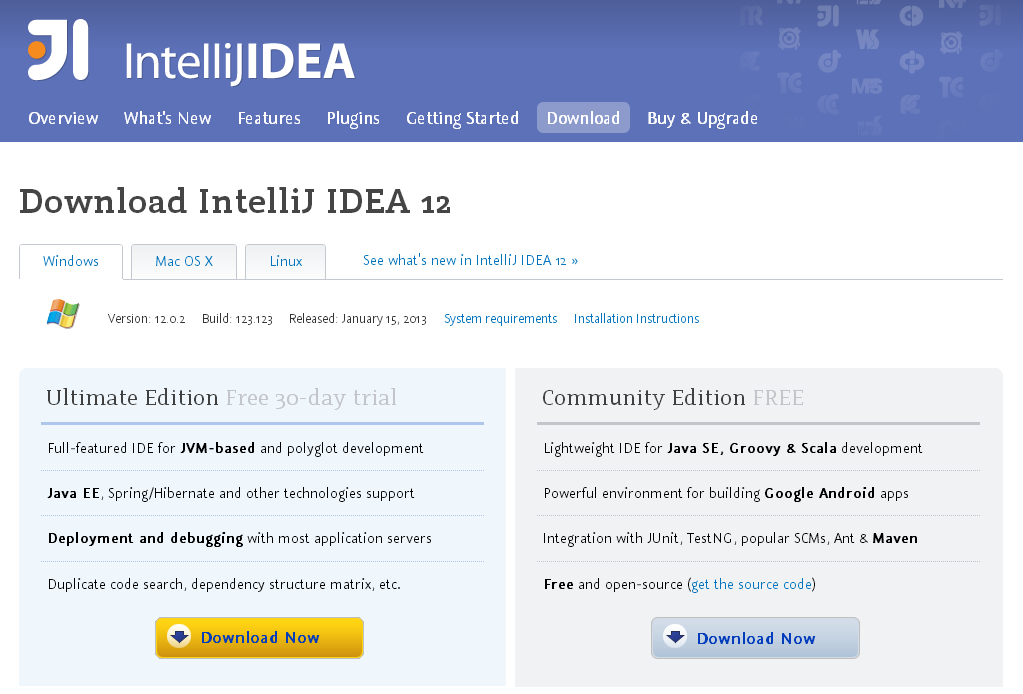 IntelliJIDEA
Overview What's New Features Plugins Getting Started Download Buy & Upgrade
Download IntelliJ IDEA 12
Windows Mac OS X Linux See what's new in IntelliJ IDEA 12 »
Version: 12.0.2 Build: 123.123 Released: January 15, 2013 System requirements Installation Instructions
Ultimate Edition Free 30-day trial
Full-featured IDE for JVM-based and polyglot development
Java EE, Spring/Hibernate and other technologies support
Deployment and debugging with most application servers
Duplicate code search, dependency structure matrix, etc.
Download Now
Community Edition FREE
Lightweight IDE for Java SE, Groovy & Scala development
Powerful environment for building Google Android apps
Integration with JUnit, TestNG, popular SCMs, Ant & Maven
Free and open-source (get the source code)
Download Now